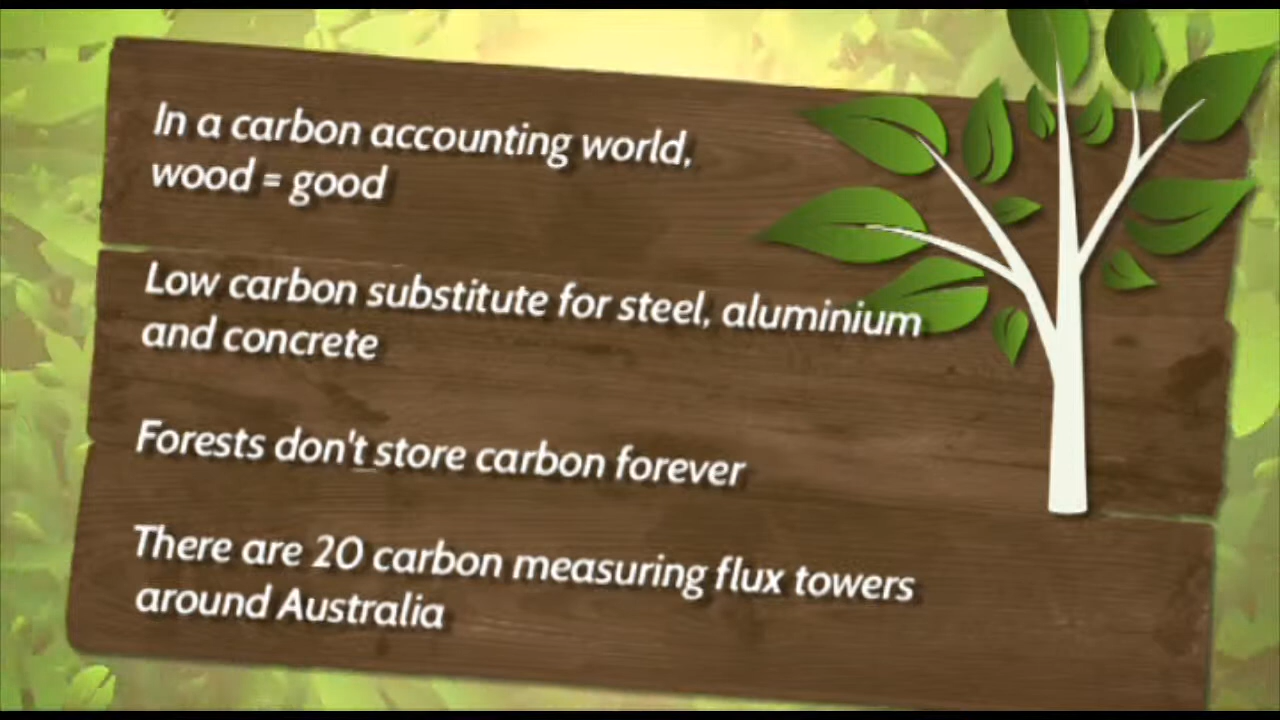 In a carbon accounting world,
wood = good
Low carbon substitute for steel, aluminium
and concrete
Forests don't store carbon forever
There are 20 carbon measuring flux towers
around Australia